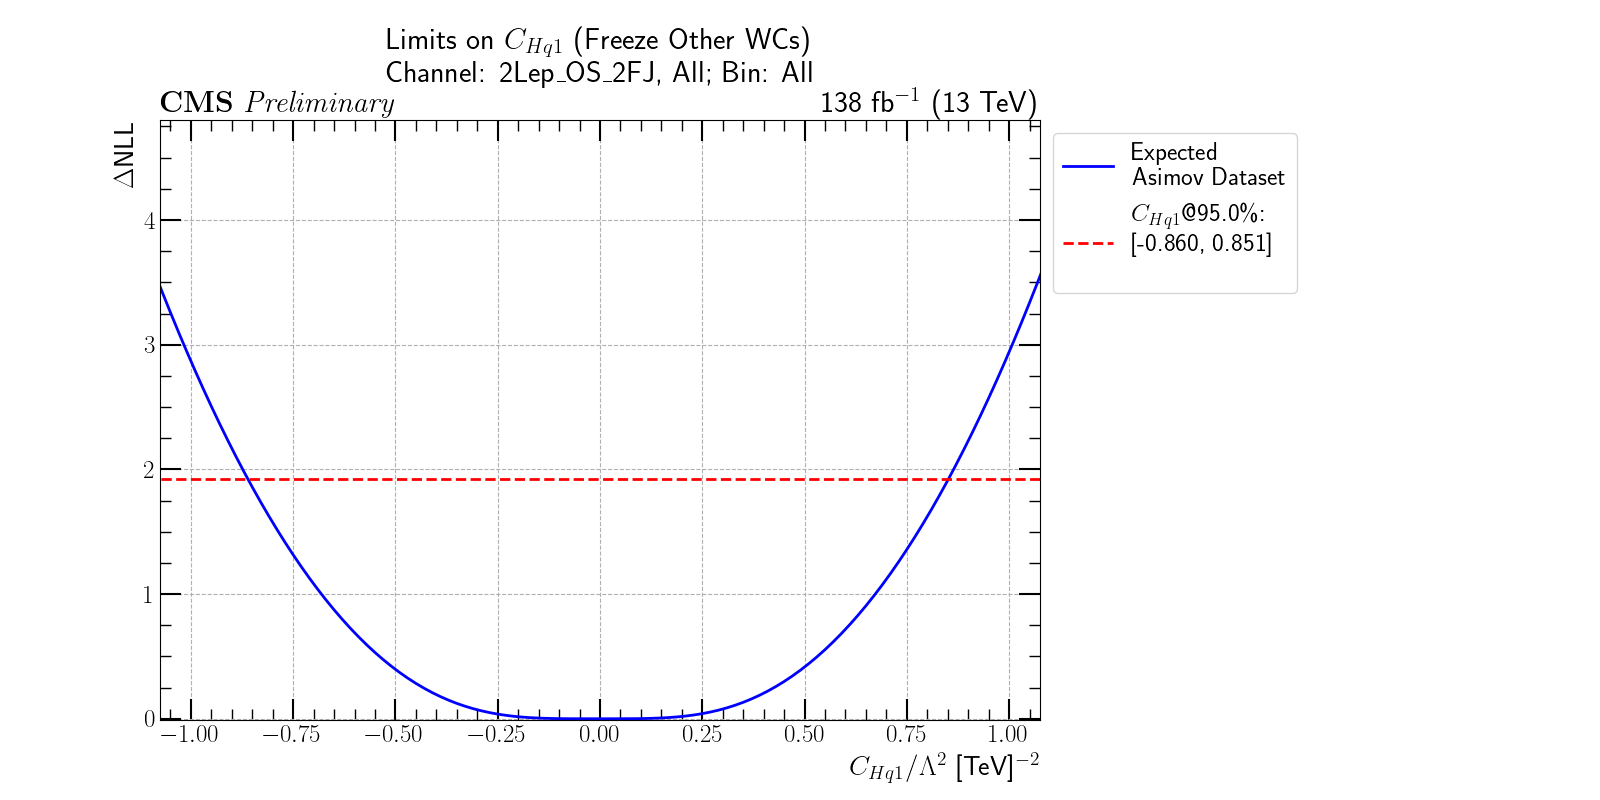 Limits on C_{Hq1} (Freeze Other WCs)
Channel: 2Lep_OS_2FJ, All; Bin: All
CMS Preliminary 138 fb⁻¹ (13 TeV)
ΔNLL
4
3
2
1
0
−1.00 −0.75 −0.50 −0.25 0.00 0.25 0.50 0.75 1.00
C_{Hq1}/Λ² [TeV]⁻²
Expected
Asimov Dataset
C_{Hq1}@95.0%:
[-0.860, 0.851]